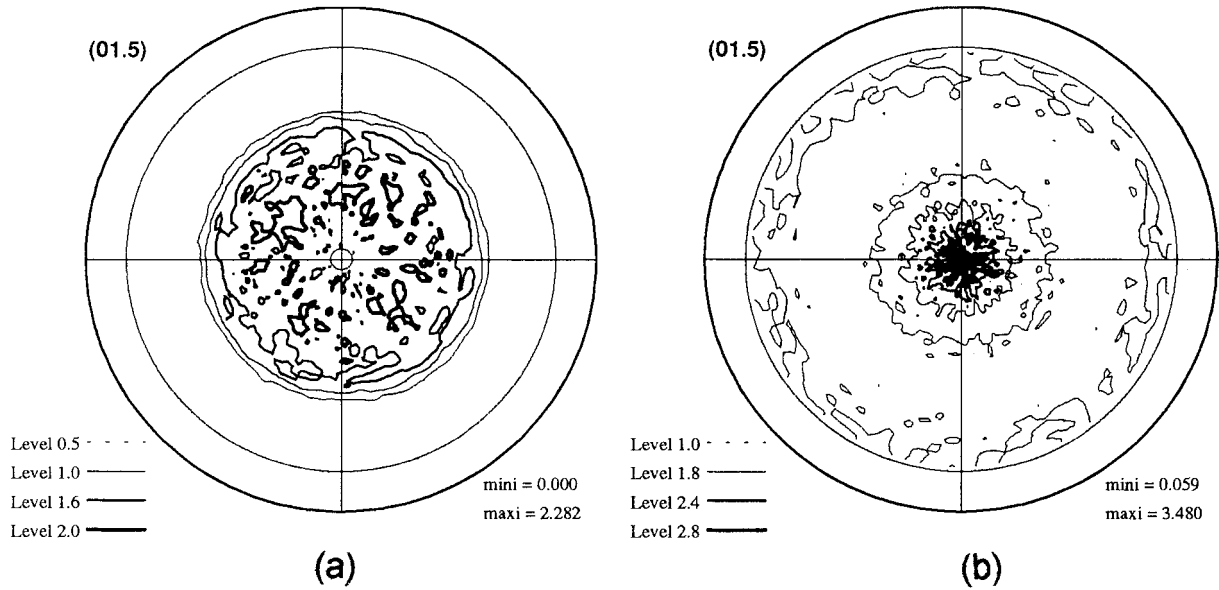 (01.5)
Level 0.5
Level 1.0
Level 1.6
Level 2.0
mini = 0.000
maxi = 2.282
(a)
(01.5)
Level 1.0
Level 1.8
Level 2.4
Level 2.8
mini = 0.059
maxi = 3.480
(b)